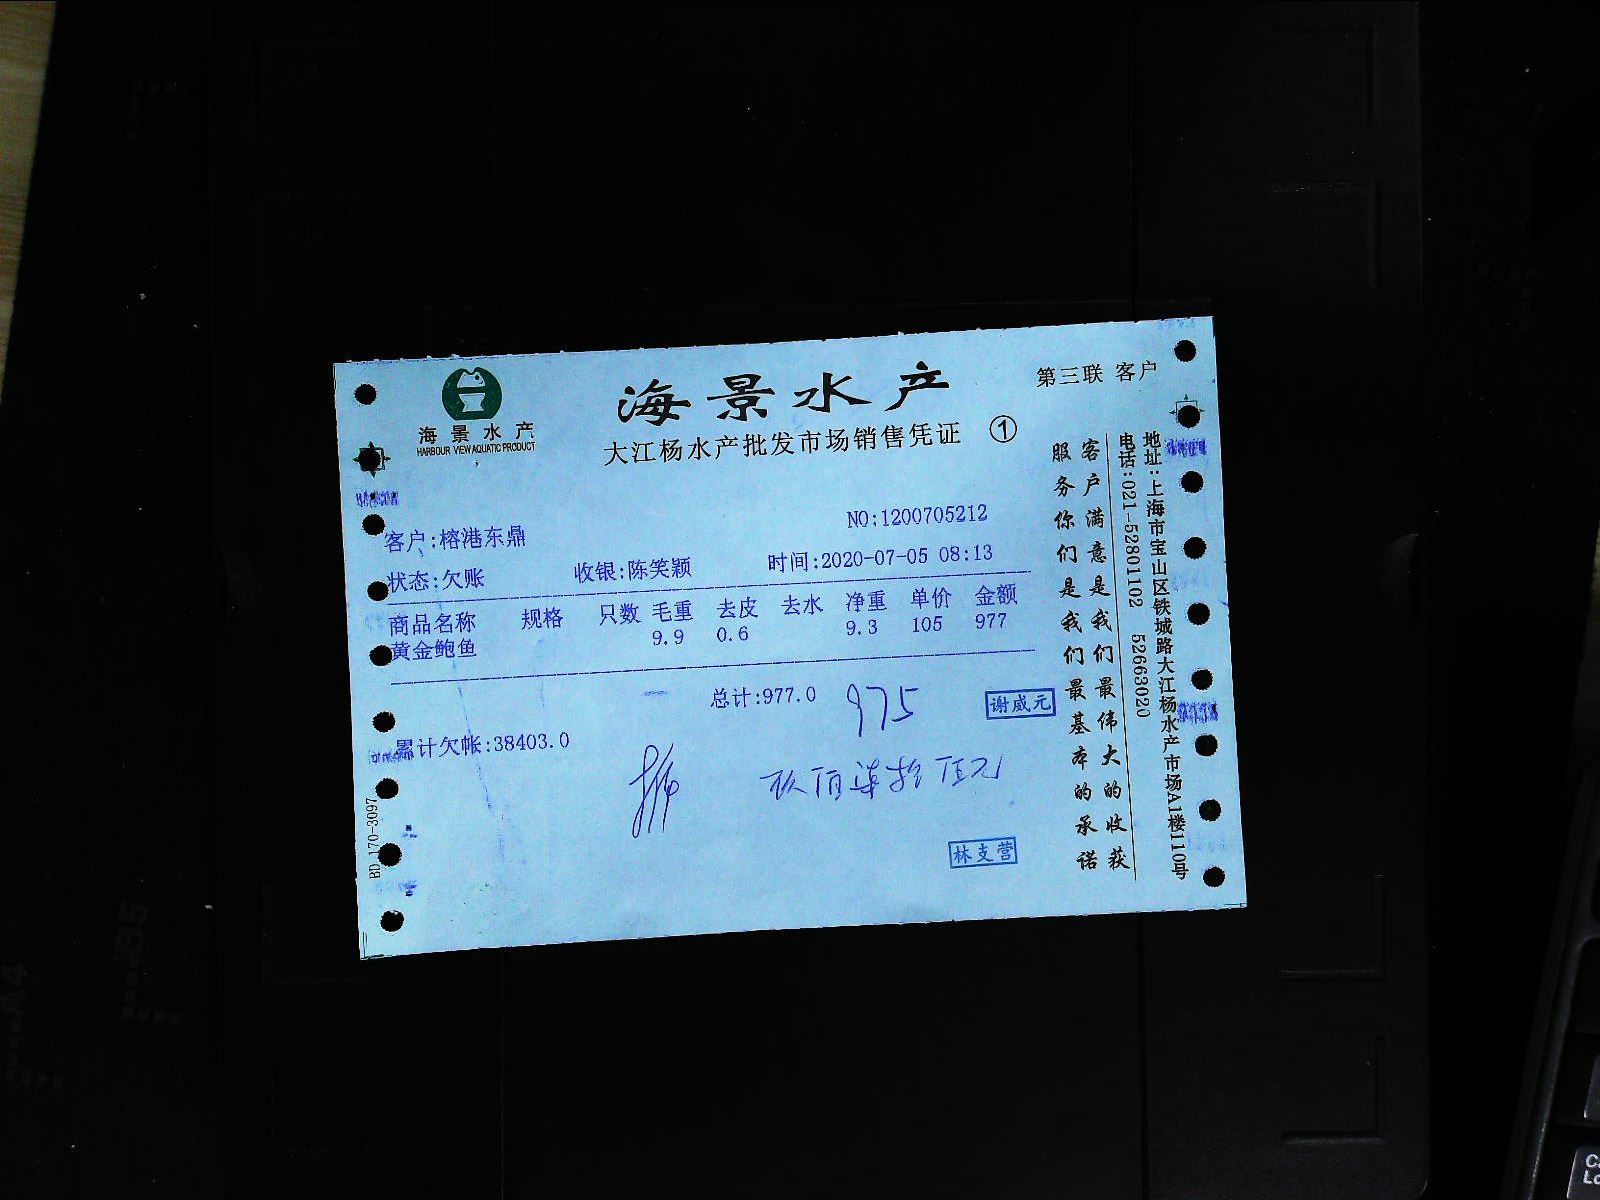 海景水产
HARBOUR VIEW AQUATIC PRODUCT
海景水产
大江杨水产批发市场销售凭证 ①
第三联 客户
NO:1200705212
客户:榕港东鼎
状态:欠账 收银:陈笑颖 时间:2020-07-05 08:13
商品名称 规格 只数 毛重 去皮 去水 净重 单价 金额
黄金鲍鱼 9.9 0.6 9.3 105 977
总计:977.0 975
谢威元
累计欠帐:38403.0
玖佰柒拾伍元
林支营
客户满意是我们最伟大的收获
服务你们是我们最基本的承诺
地址:上海市宝山区铁城路大江杨水产市场A1楼110号
电话:021-52801102 52663020
BD 170-3097